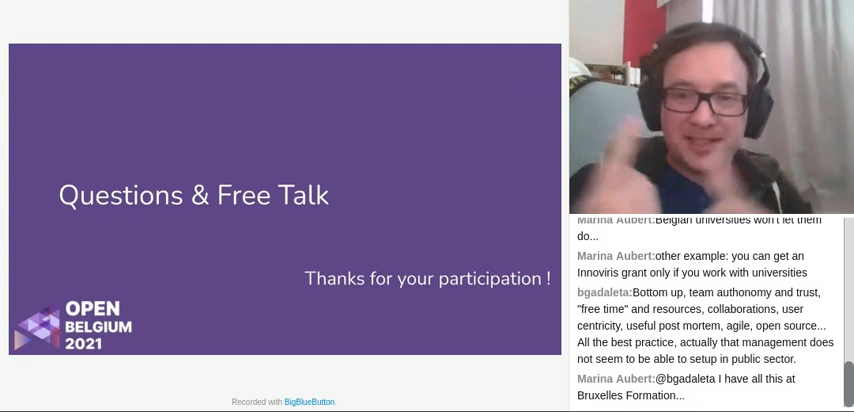 Questions & Free Talk
Thanks for your participation !
OPEN
BELGIUM
2021
Recorded with BigBlueButton.
Marina Aubert:Belgian universities won't let them
do...
Marina Aubert:other example: you can get an
Innoviris grant only if you work with universities
bgadaleta:Bottom up, team authonomy and trust,
"free time" and resources, collaborations, user
centricity, useful post mortem, agile, open source...
All the best practice, actually that management does
not seem to be able to setup in public sector.
Marina Aubert:@bgadaleta I have all this at
Bruxelles Formation...